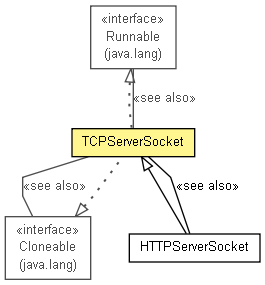 «interface»
Runnable
(java.lang)
«see also»
TCPServerSocket
«see also»
«see also»
«interface»
Cloneable
(java.lang)
HTTPServerSocket